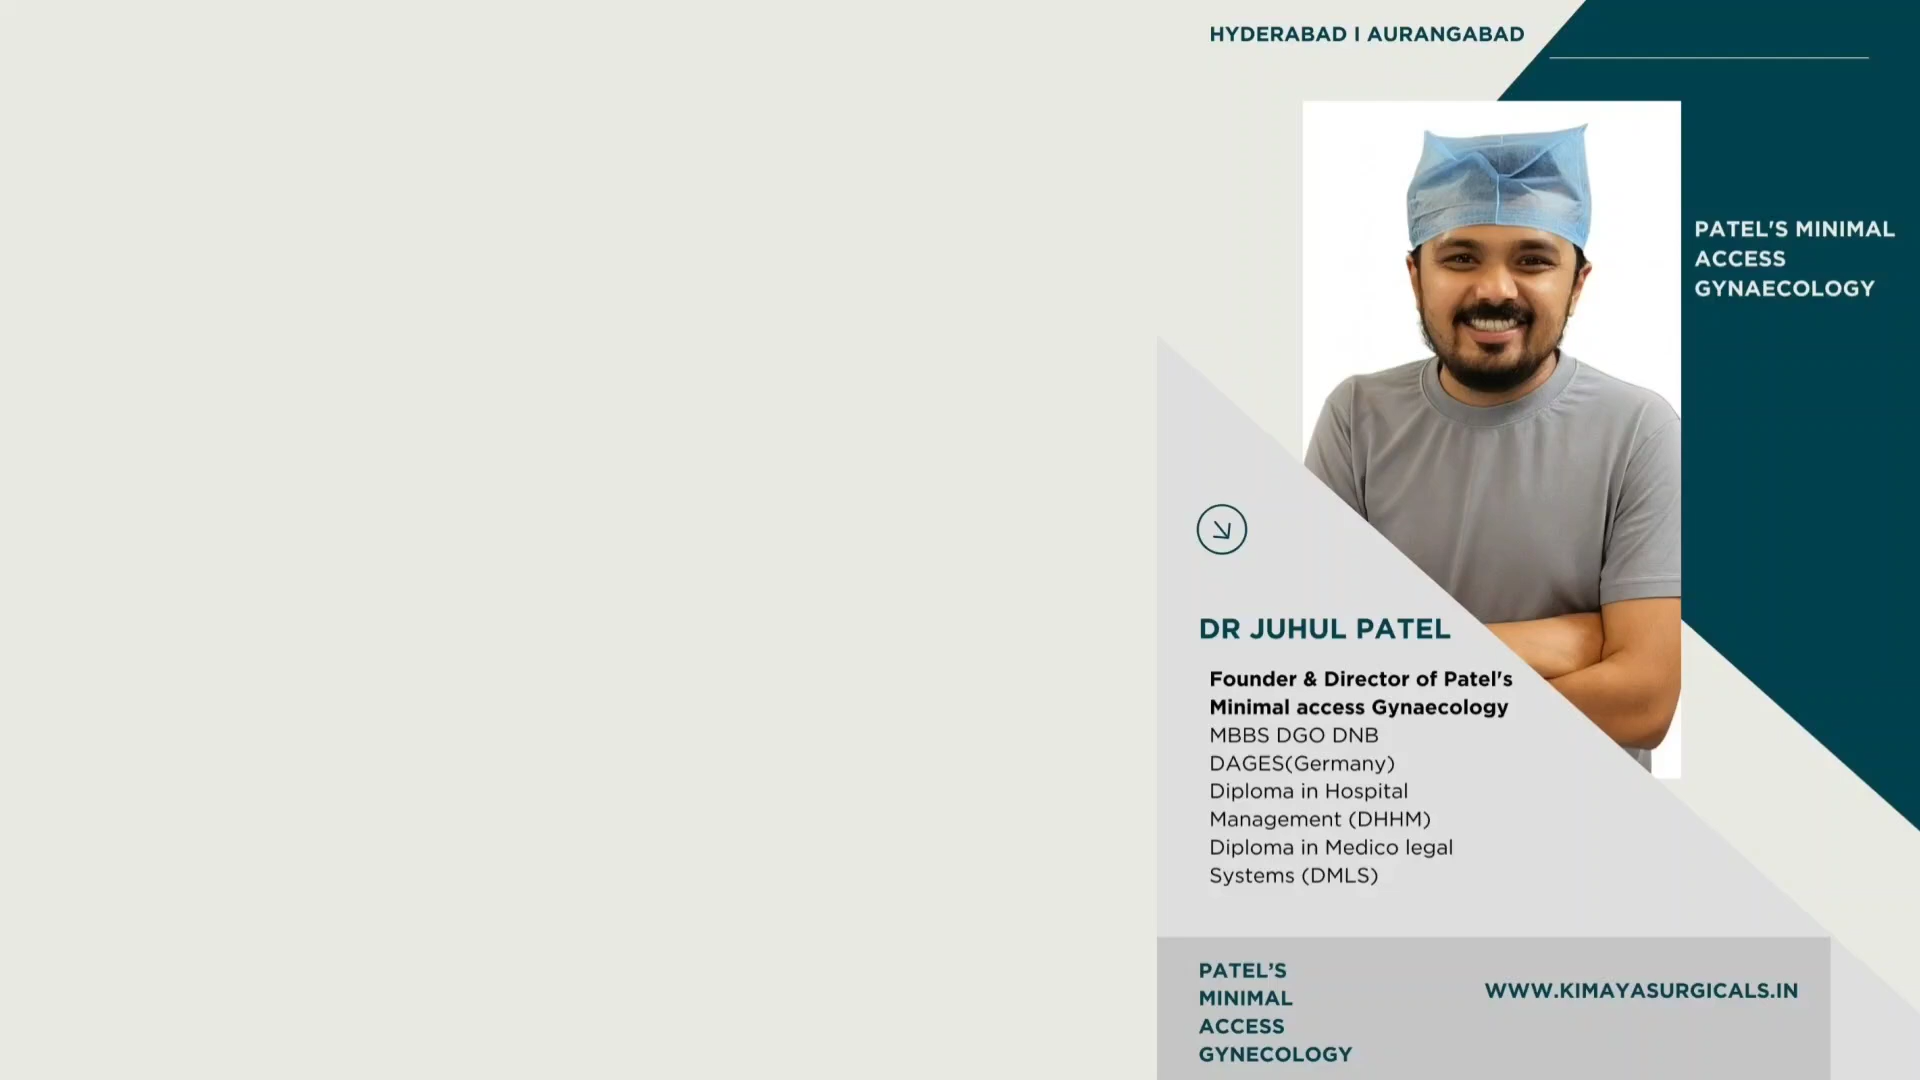 HYDERABAD I AURANGABAD
PATEL'S MINIMAL
ACCESS
GYNAECOLOGY
DR JUHUL PATEL
Founder & Director of Patel's
Minimal access Gynaecology
MBBS DGO DNB
DAGES(Germany)
Diploma in Hospital
Management (DHHM)
Diploma in Medico legal
Systems (DMLS)
PATEL’S
MINIMAL
ACCESS
GYNECOLOGY
WWW.KIMAYASURGICALS.IN